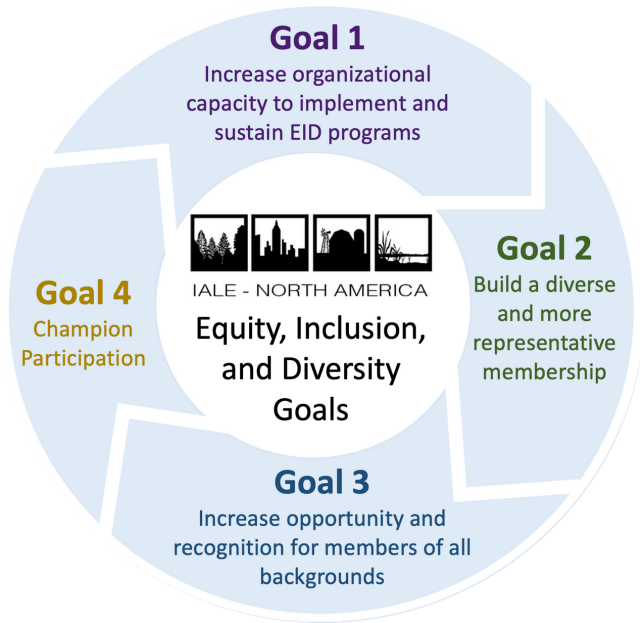 Goal 1
Increase organizational
capacity to implement and
sustain EID programs
Goal 2
Build a diverse
and more
representative
membership
Goal 3
Increase opportunity and
recognition for members of all
backgrounds
Goal 4
Champion
Participation
IALE - NORTH AMERICA
Equity, Inclusion,
and Diversity
Goals